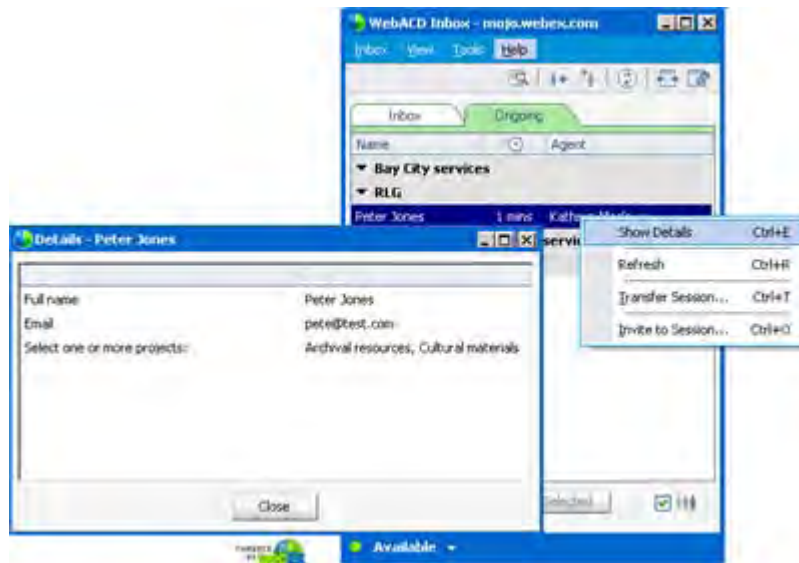 WebACD Inbox - mojo.webex.com
Inbox View Tools Help
Inbox Ongoing
Name Agent
Bay City services
RLG
Peter Jones 1 mins
Details - Peter Jones
Full name Peter Jones
Email pete@test.com
Select one or more projects: Archival resources, Cultural materials
Close
Show Details Ctrl+E
Refresh Ctrl+R
Transfer Session... Ctrl+T
Invite to Session... Ctrl+O
Selected
Available